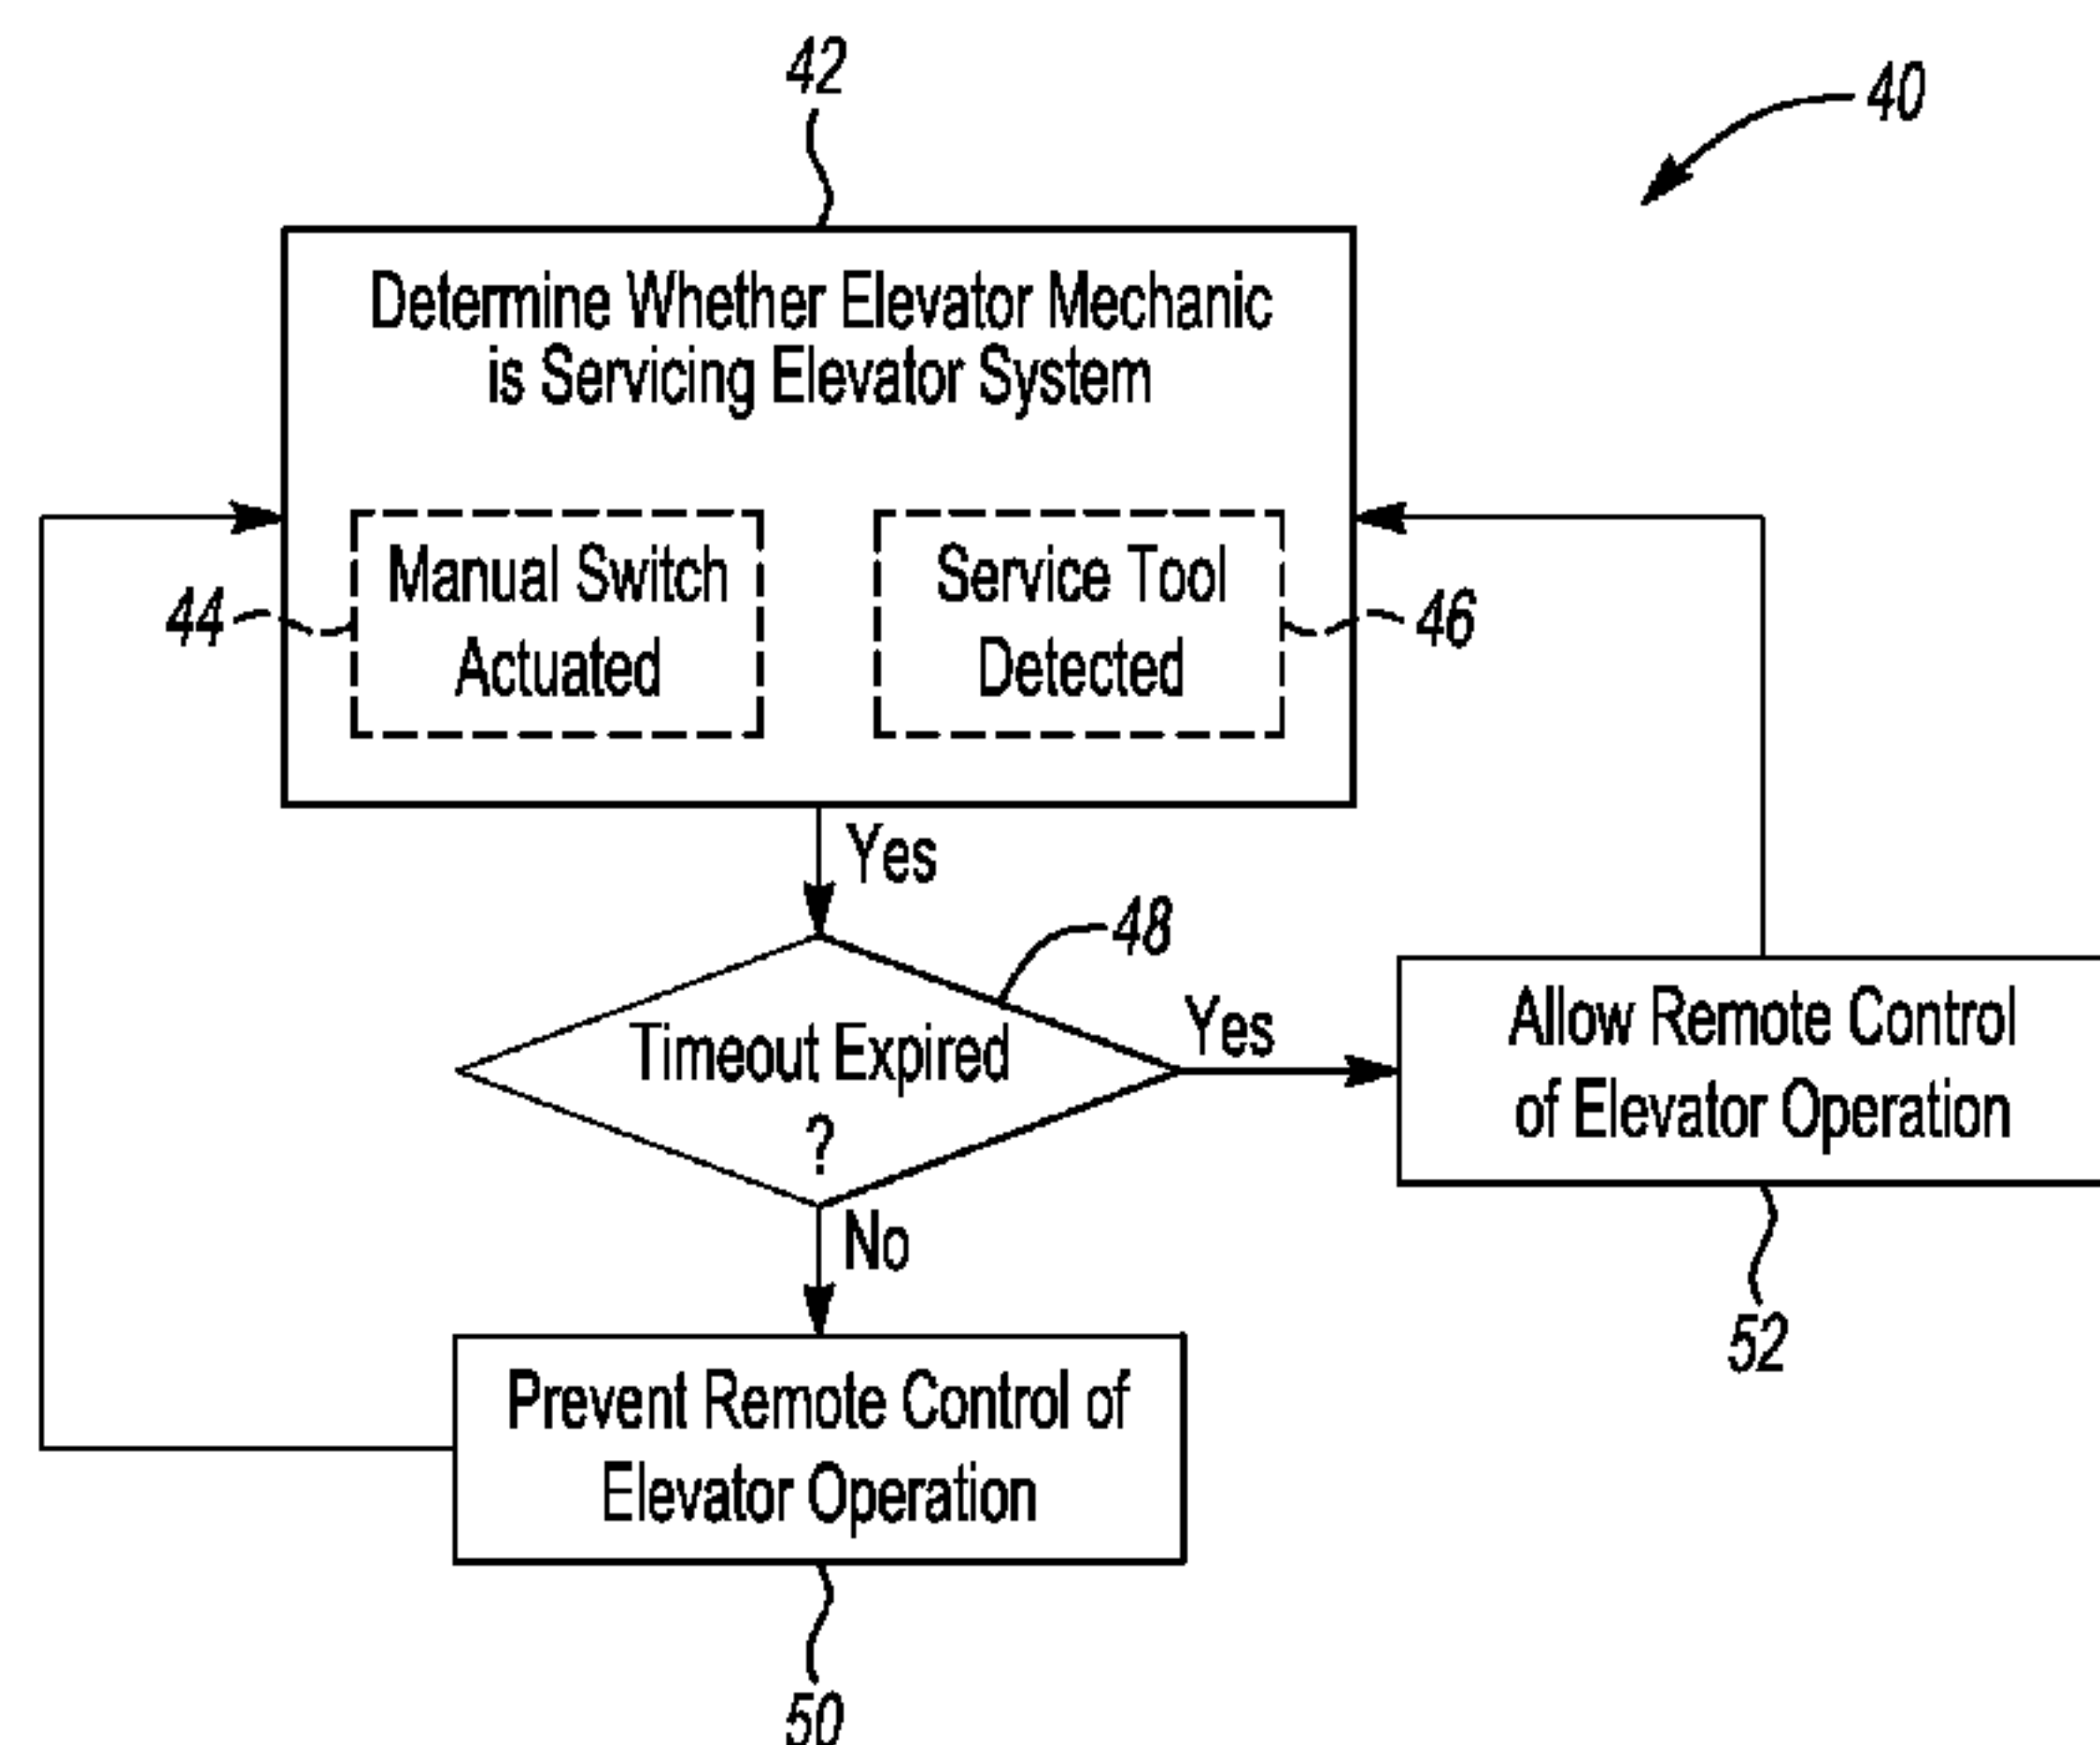 42
40
Determine Whether Elevator Mechanic
is Servicing Elevator System
Manual Switch
Actuated
Service Tool
Detected
44
46
Yes
48
Timeout Expired
?
Yes
Allow Remote Control
of Elevator Operation
No
52
Prevent Remote Control of
Elevator Operation
50